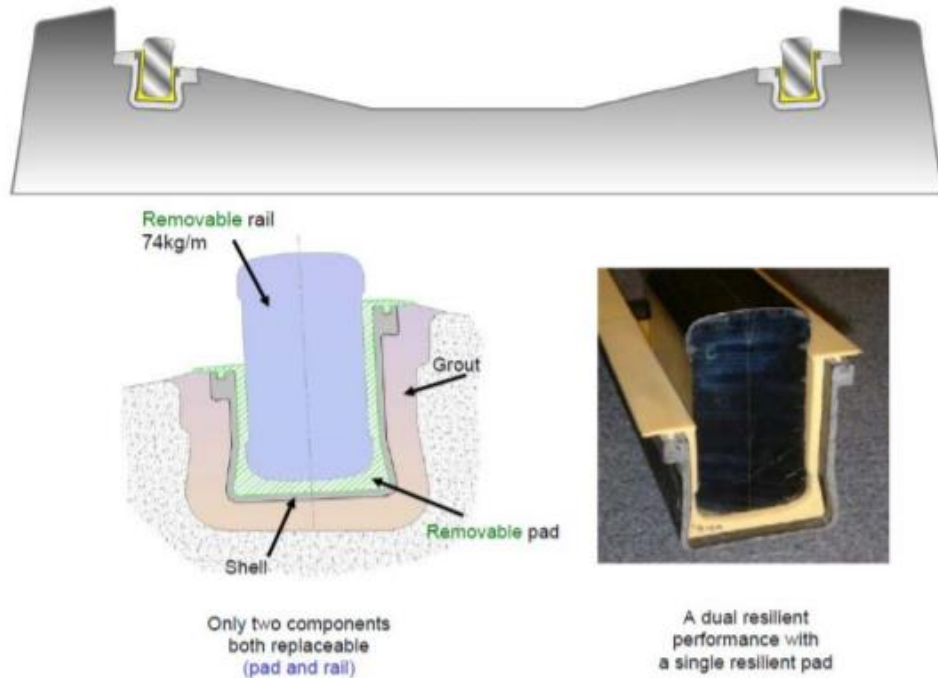 Removable rail
74kg/m
Grout
Removable pad
Shell
Only two components
both replaceable
(pad and rail)
A dual resilient
performance with
a single resilient pad